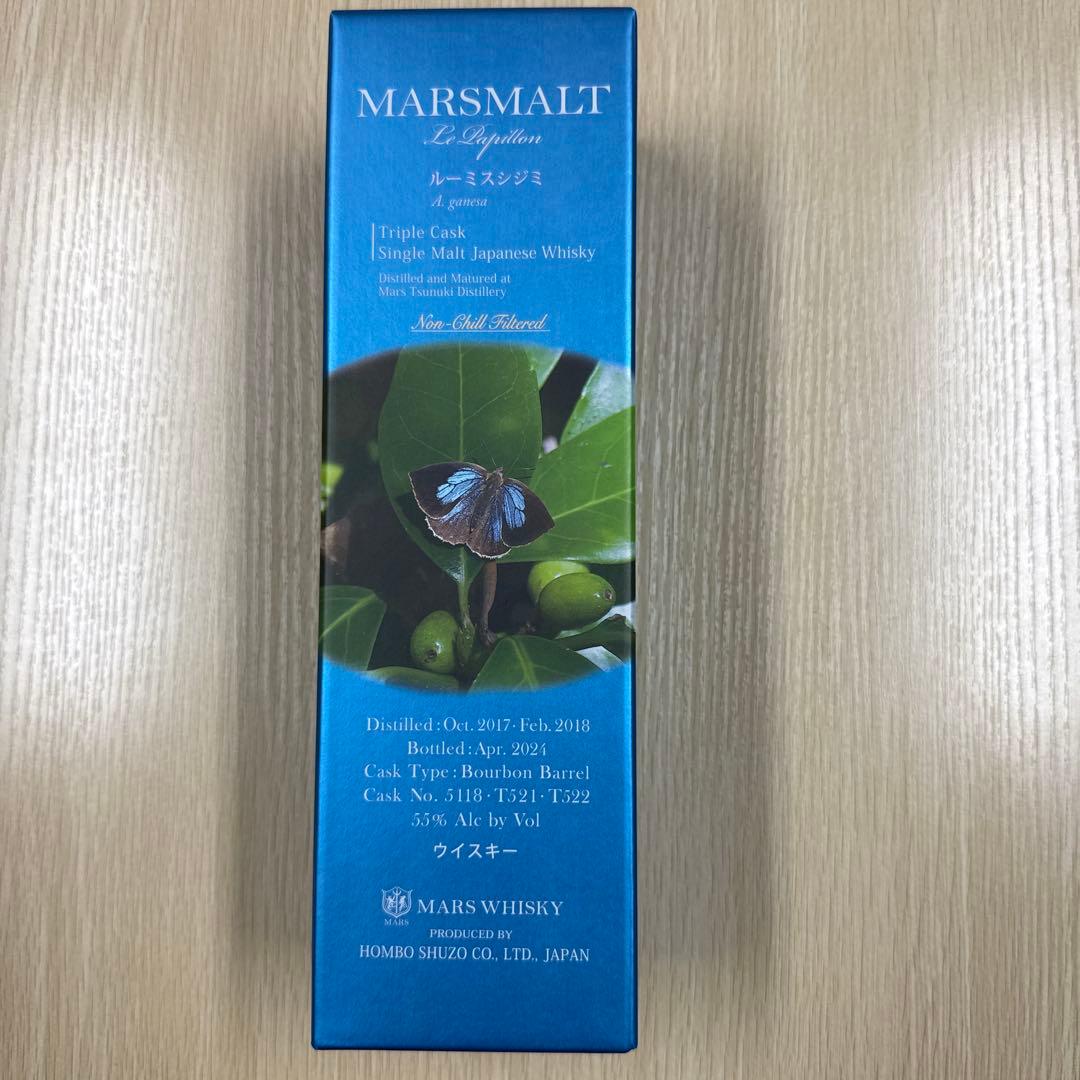 MARSMALT
Le Papillon
ルーミスシジミ
A. ganesa
Triple Cask
Single Malt Japanese Whisky
Distilled and Matured at
Mars Tsunuki Distillery
Non-Chill Filtered
Distilled:Oct. 2017·Feb. 2018
Bottled:Apr. 2024
Cask Type:Bourbon Barrel
Cask No. 5118·T521·T522
55% Alc by Vol
ウイスキー
MARS
MARS WHISKY
PRODUCED BY
HOMBO SHUZO CO., LTD., JAPAN